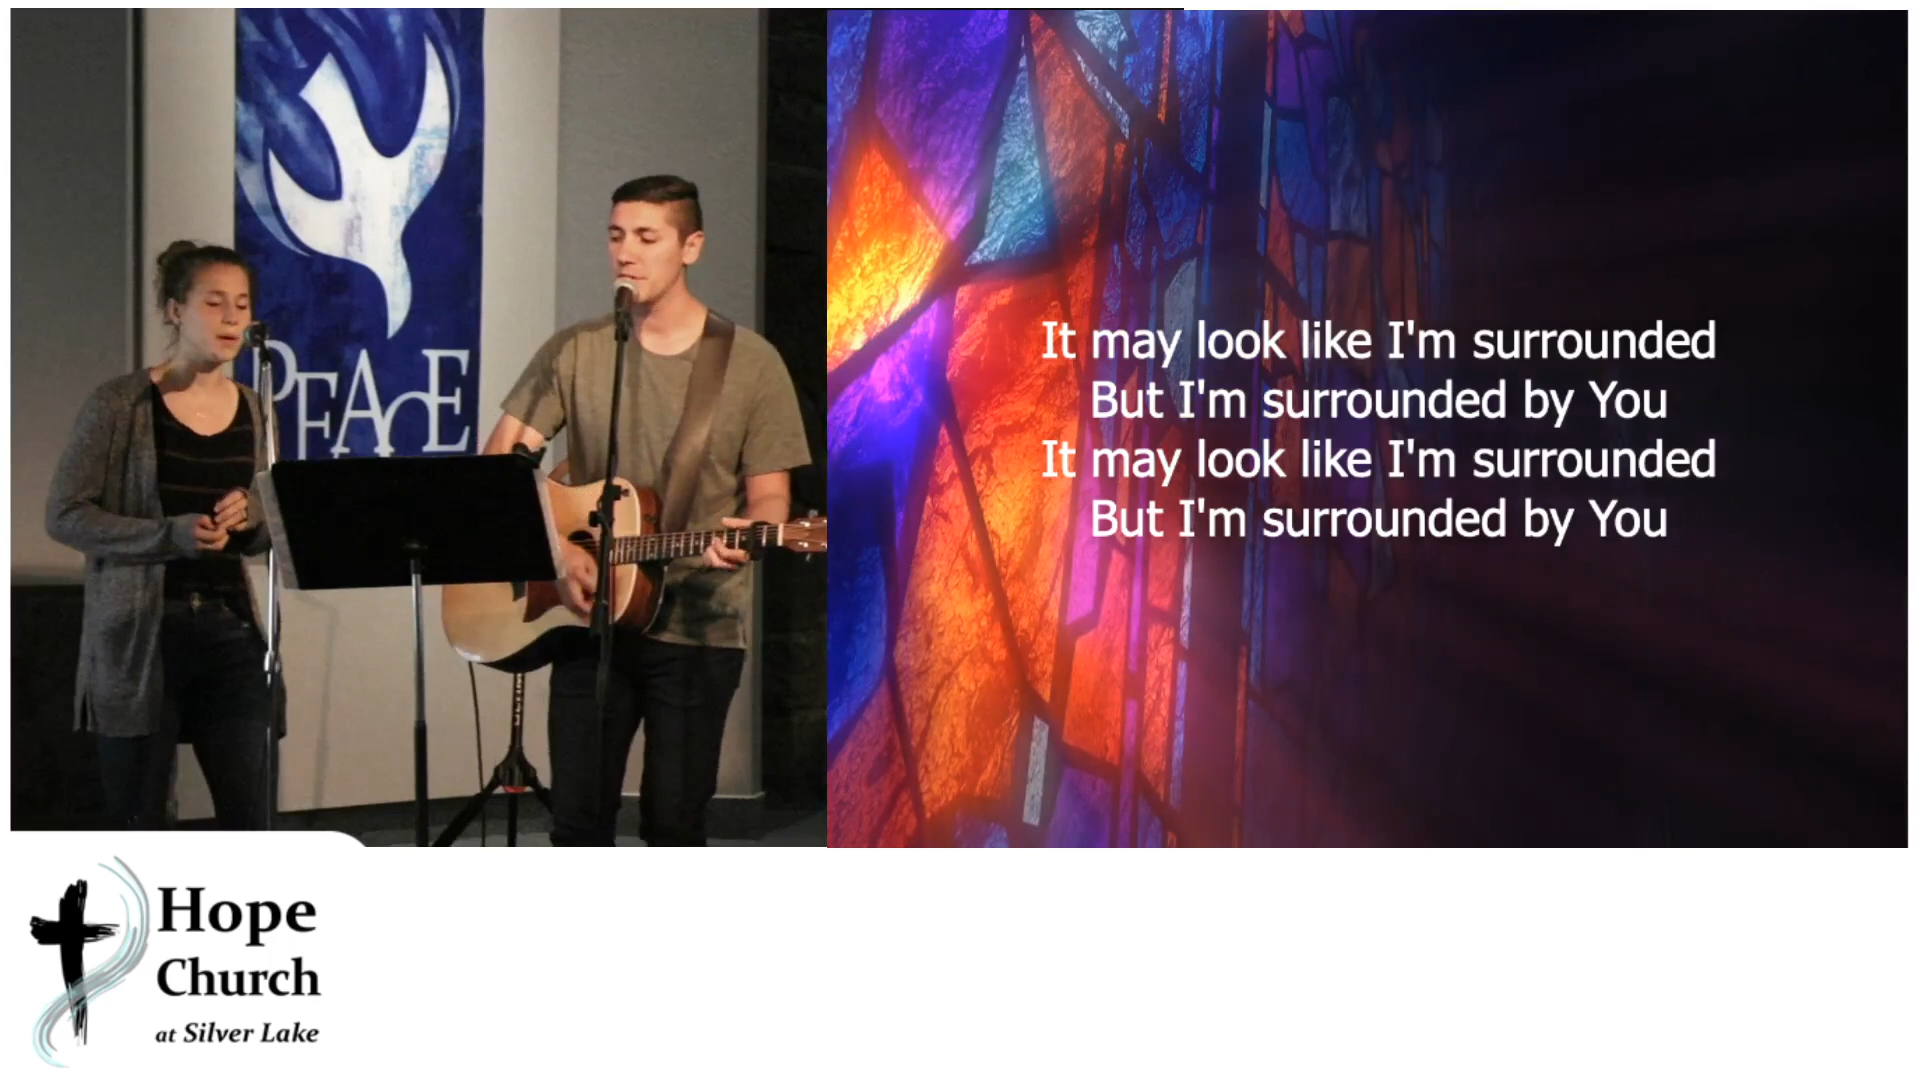 PEACE
It may look like I'm surrounded
But I'm surrounded by You
It may look like I'm surrounded
But I'm surrounded by You
Hope
Church
at Silver Lake